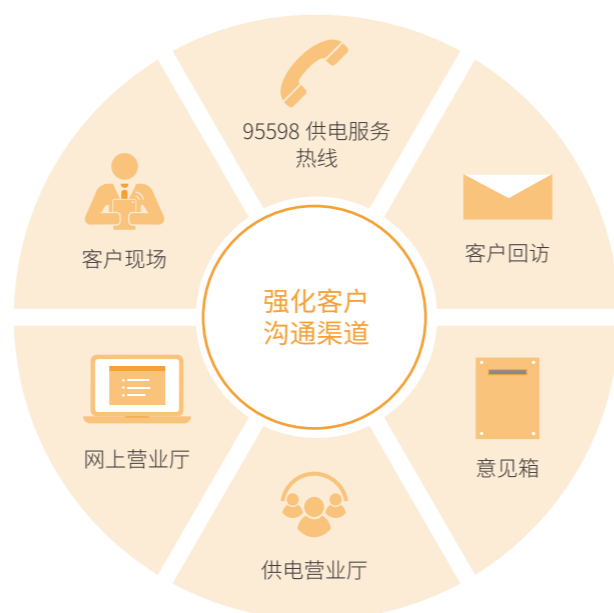 95598 供电服务
热线
客户现场
客户回访
强化客户
沟通渠道
网上营业厅
意见箱
供电营业厅